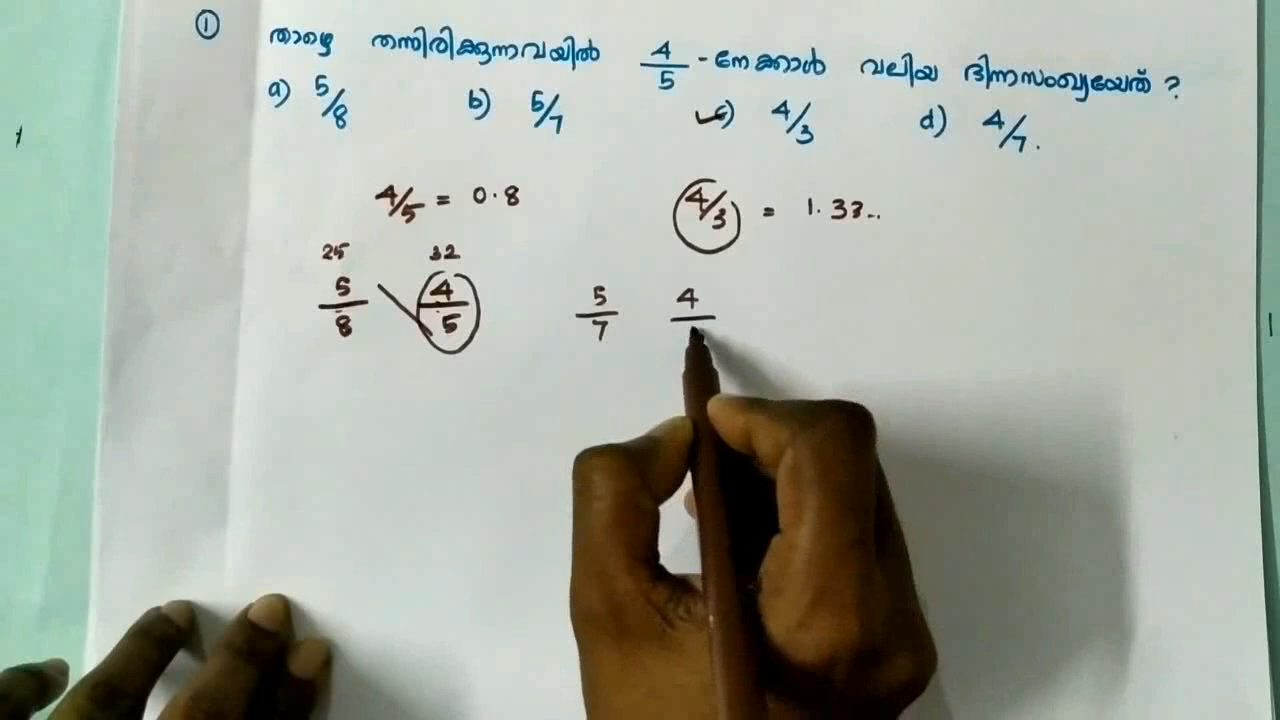 ① താഴെ തന്നിരിക്കുന്നവയിൽ 4/5 -നേക്കാൾ വലിയ ഭിന്നസംഖ്യയേത് ?
a) 5/8 b) 5/7 c) 4/3 d) 4/7.
4/5 = 0.8 4/3 = 1.33..
25 32
5/8 4/5 5/7 4